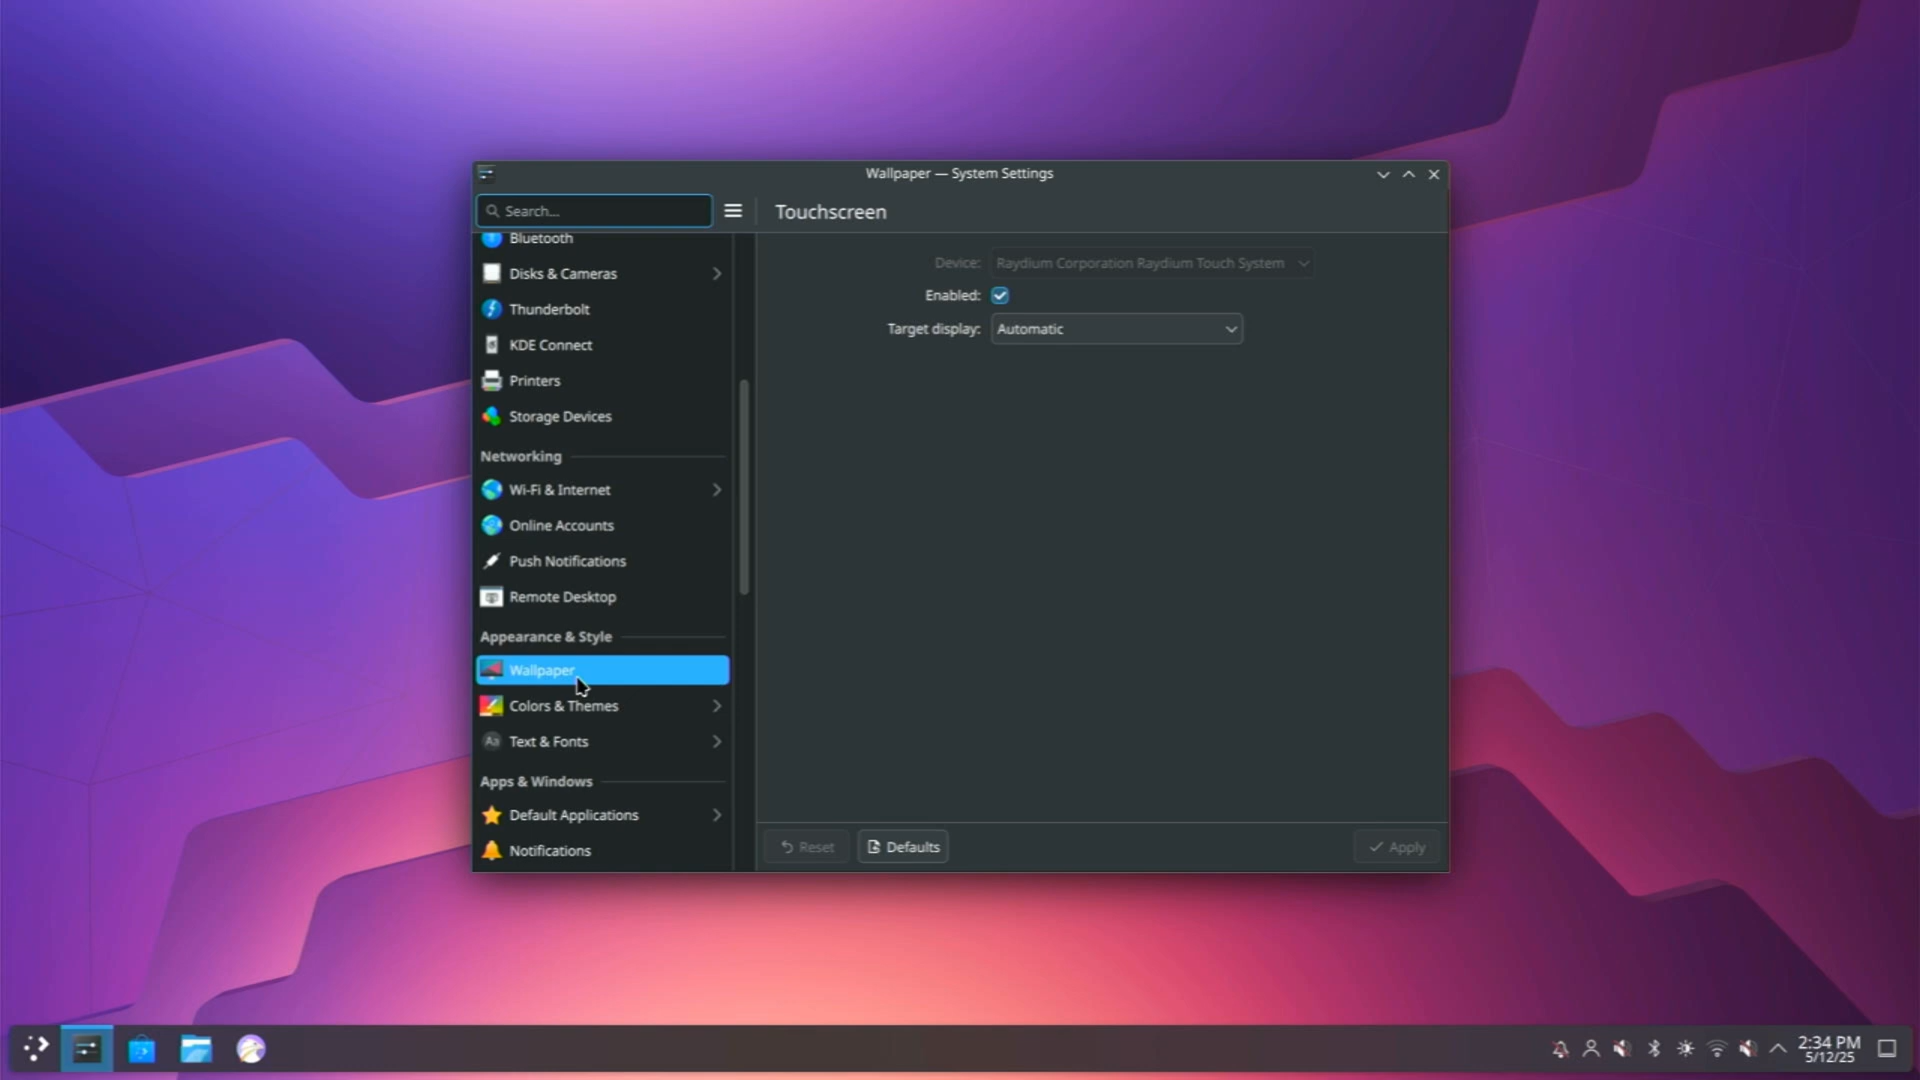 Wallpaper — System Settings
Search...
Touchscreen
Bluetooth
Disks & Cameras
Thunderbolt
KDE Connect
Printers
Storage Devices
Networking
Wi-Fi & Internet
Online Accounts
Push Notifications
Remote Desktop
Appearance & Style
Wallpaper
Colors & Themes
Aa Text & Fonts
Apps & Windows
Default Applications
Notifications
Device: Raydium Corporation Raydium Touch System
Enabled:
Target display: Automatic
Reset
Defaults
Apply
2:34 PM
5/12/25